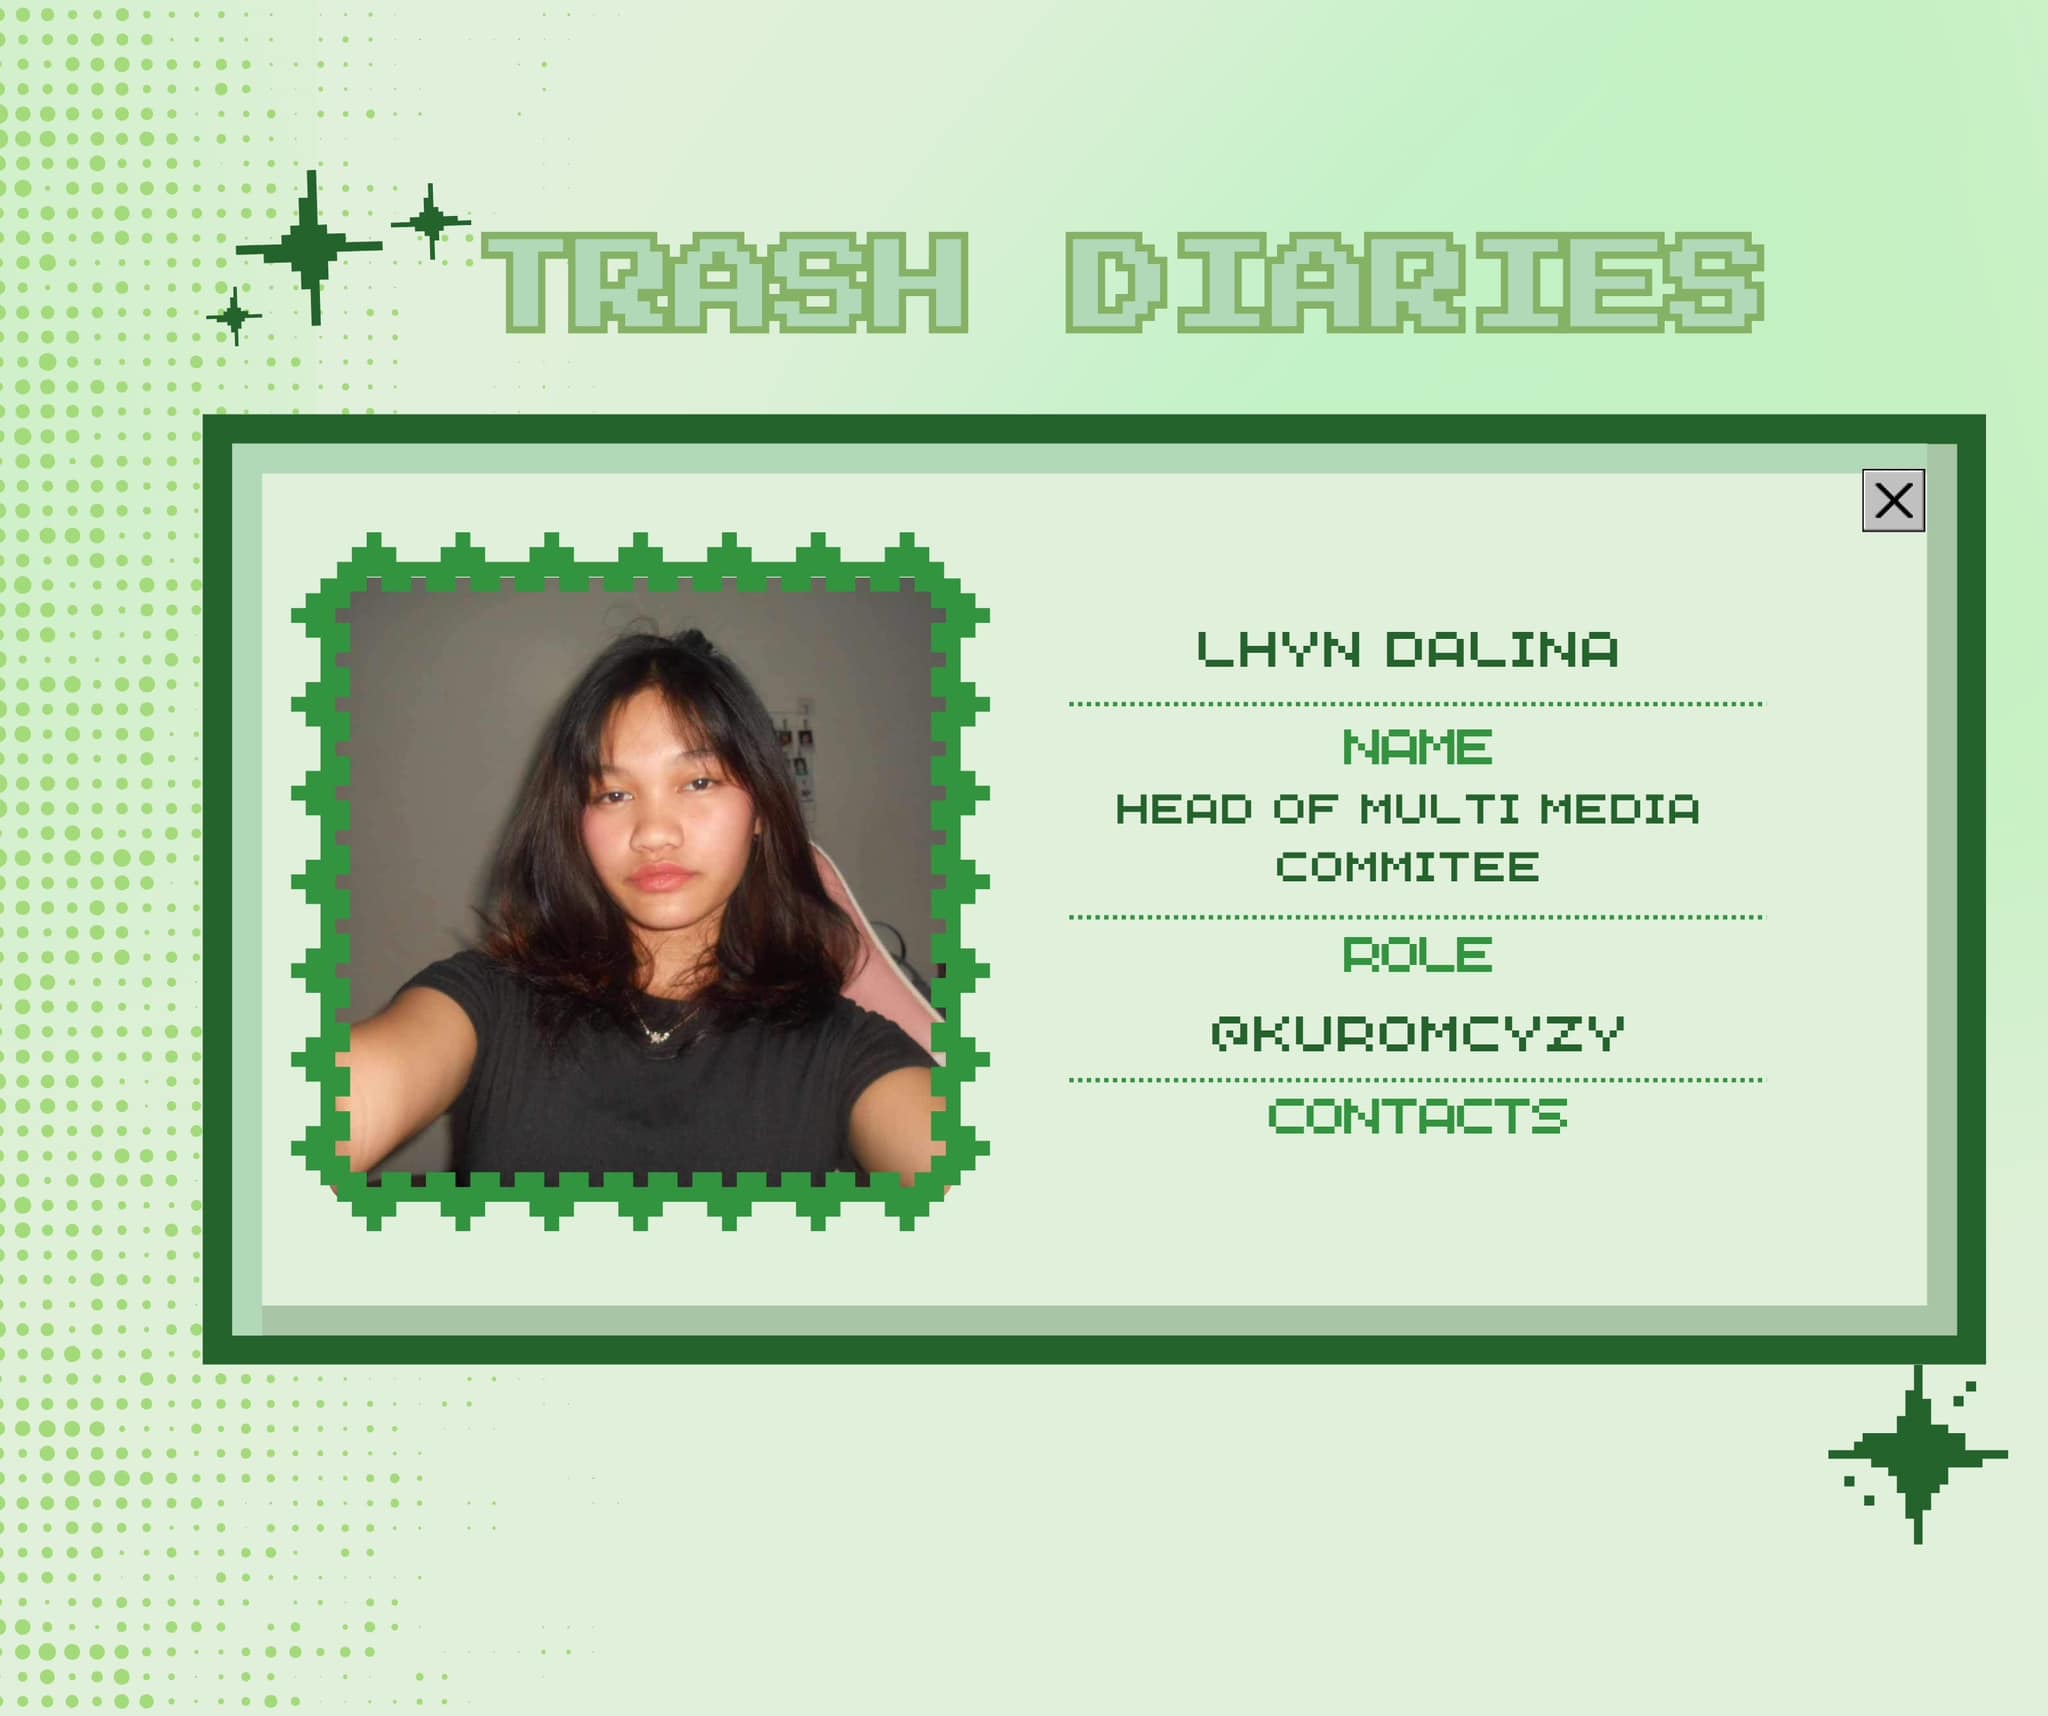 TRASH DIARIES
LHYN DALINA
NAME
HEAD OF MULTI MEDIA
COMMITEE
ROLE
@KUROMCYZY
CONTACTS